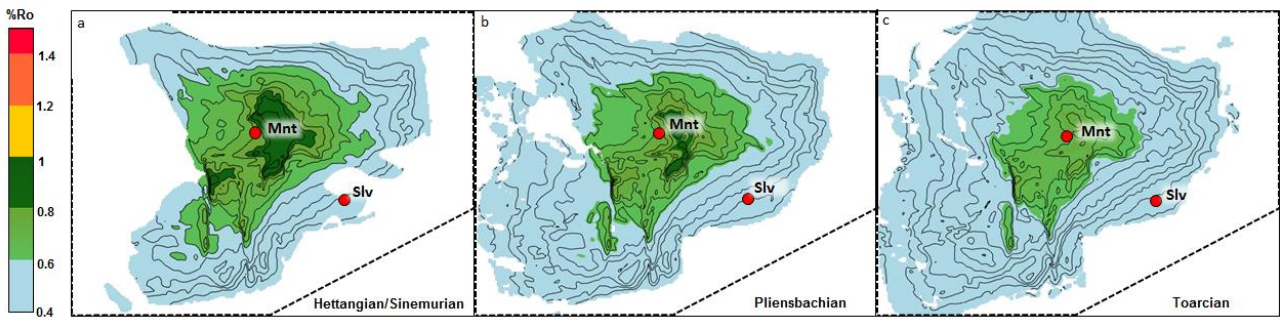 %Ro
1.4
1.2
1
0.8
0.6
0.4
a
Mnt
Slv
Hettangian/Sinemurian
b
Mnt
Slv
Pliensbachian
c
Mnt
Slv
Toarcian